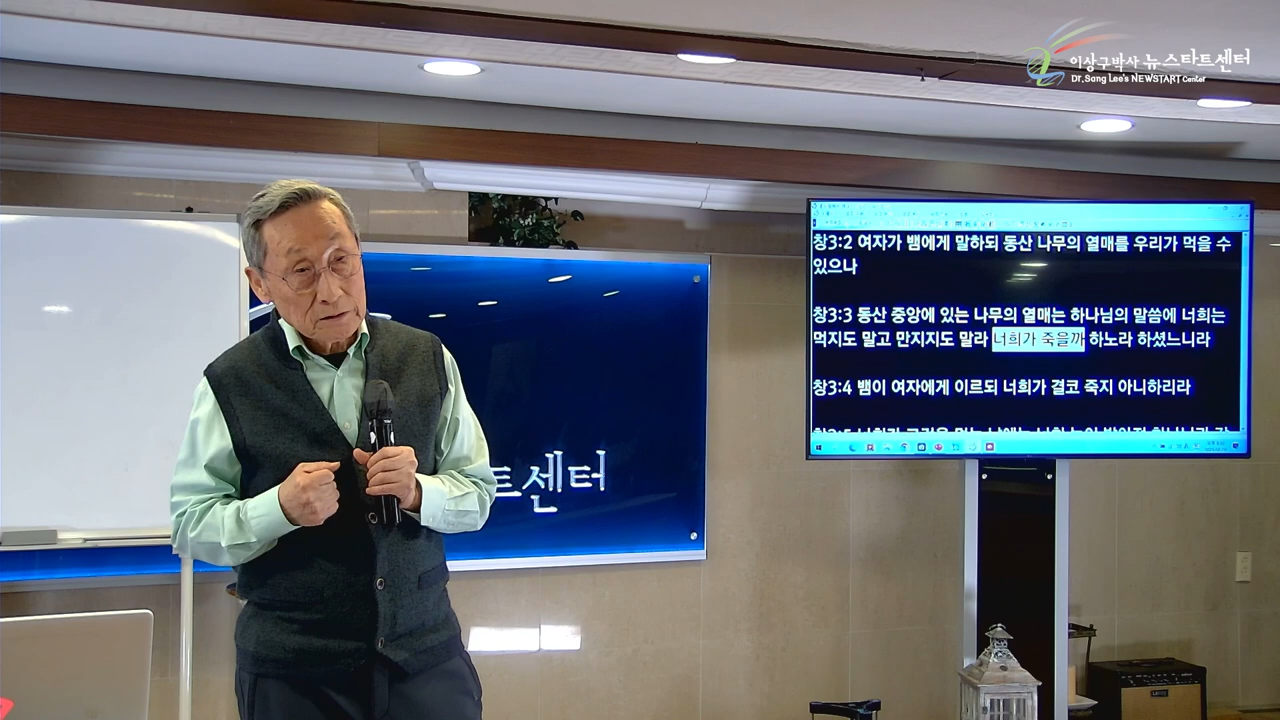 이상구박사 뉴스타트센터
Dr. Sang Lee's NEWSTART Center
창3:2 여자가 뱀에게 말하되 동산 나무의 열매를 우리가 먹을 수
있으나
창3:3 동산 중앙에 있는 나무의 열매는 하나님의 말씀에 너희는
먹지도 말고 만지지도 말라 너희가 죽을까 하노라 하셨느니라
창3:4 뱀이 여자에게 이르되 너희가 결코 죽지 아니하리라
트센터